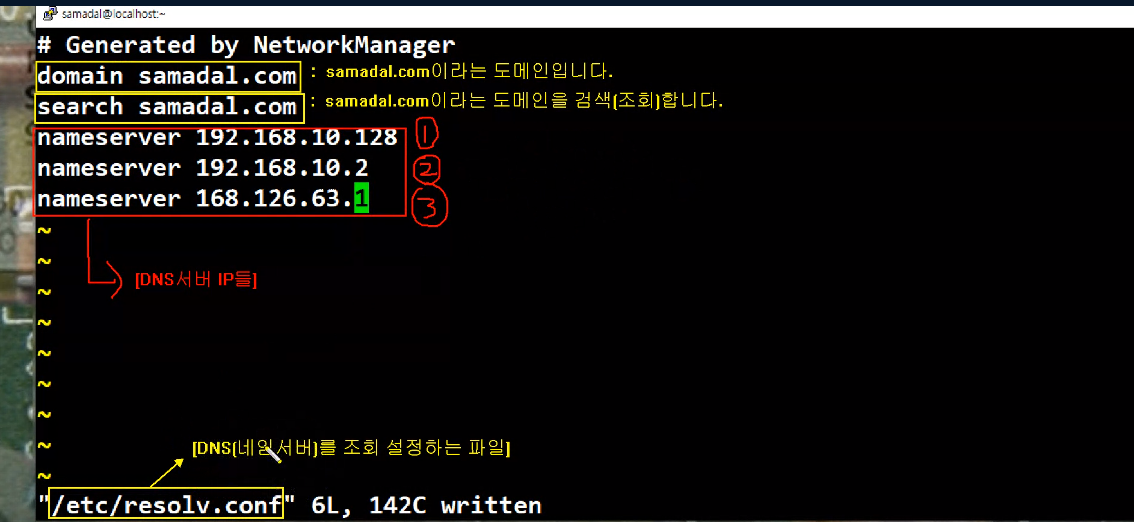 samadal@localhost:~
# Generated by NetworkManager
domain samadal.com : samadal.com이라는 도메인입니다.
search samadal.com : samadal.com이라는 도메인을 검색(조회)합니다.
nameserver 192.168.10.128 1
nameserver 192.168.10.2 2
nameserver 168.126.63.1 3
~
~
[DNS서버 IP들]
~
~
~
~
~
~
[DNS(네임서버)를 조회 설정하는 파일]
~
"/etc/resolv.conf" 6L, 142C written